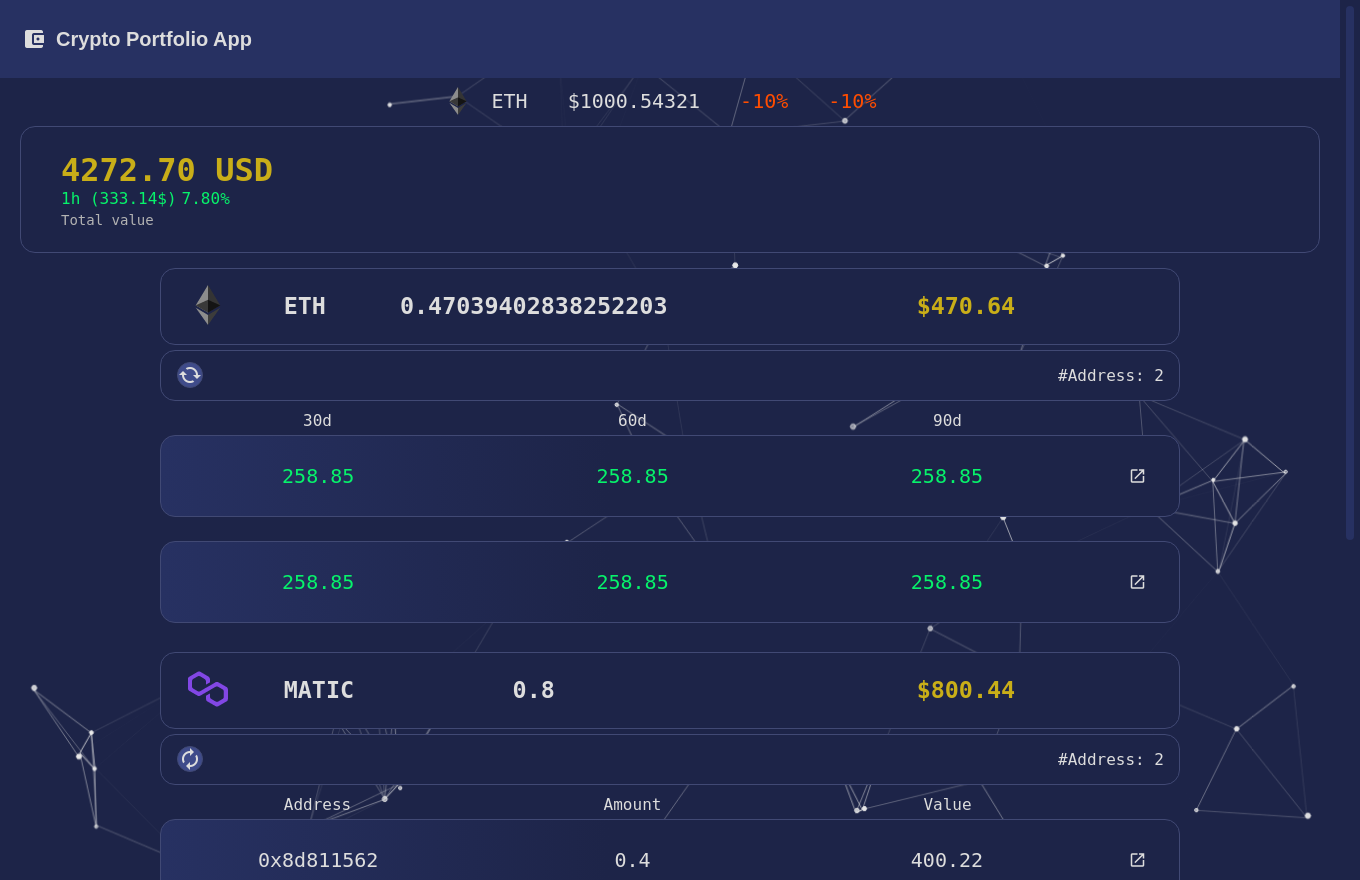 Crypto Portfolio App
ETH $1000.54321 -10% -10%
4272.70 USD
1h (333.14$) 7.80%
Total value
ETH 0.47039402838252203 $470.64
#Address: 2
30d 60d 90d
258.85 258.85 258.85
258.85 258.85 258.85
MATIC 0.8 $800.44
#Address: 2
Address Amount Value
0x8d811562 0.4 400.22